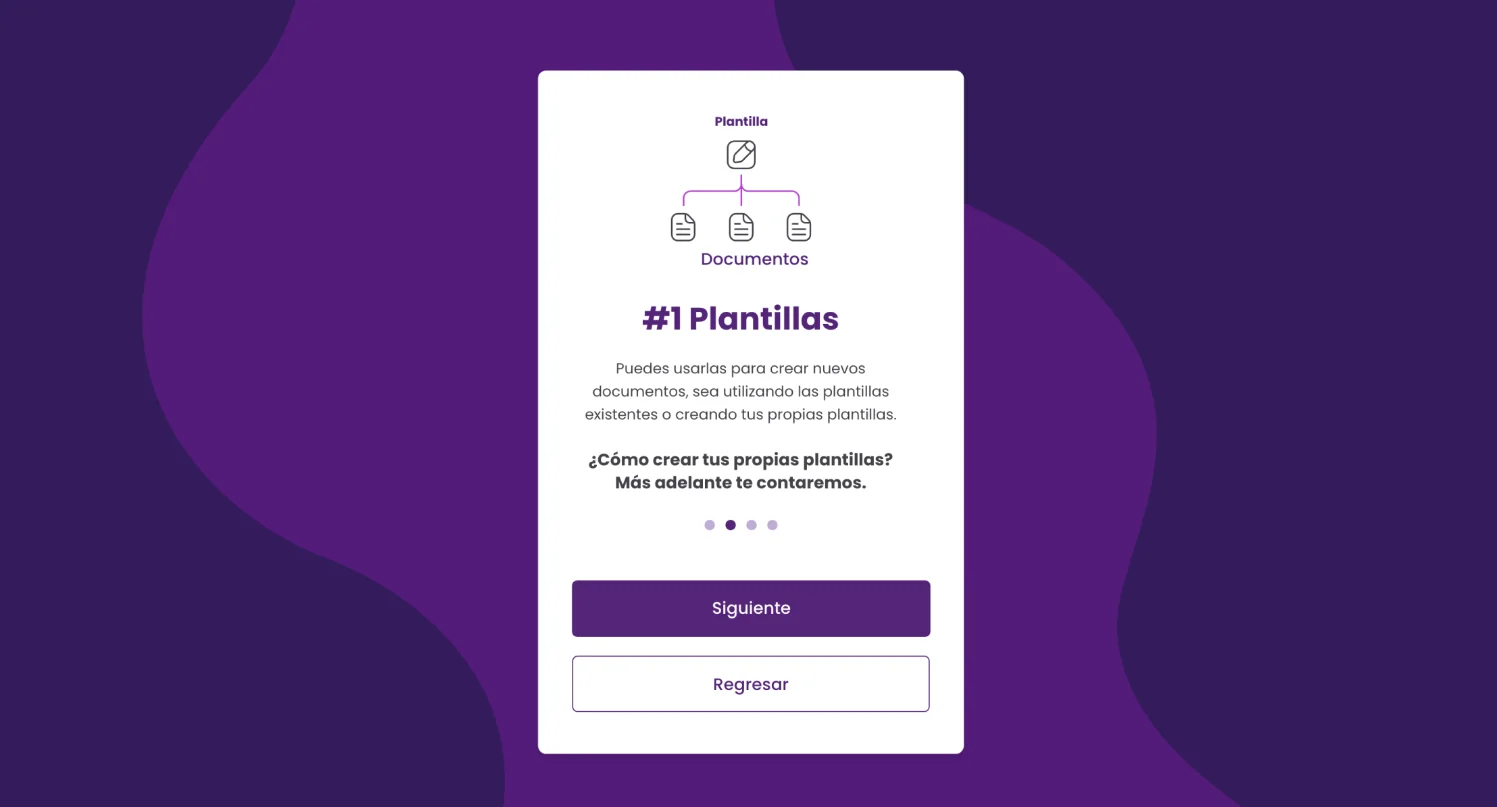 Plantilla
Documentos
#1 Plantillas
Puedes usarlas para crear nuevos
documentos, sea utilizando las plantillas
existentes o creando tus propias plantillas.
¿Cómo crear tus propias plantillas?
Más adelante te contaremos.
Siguiente
Regresar